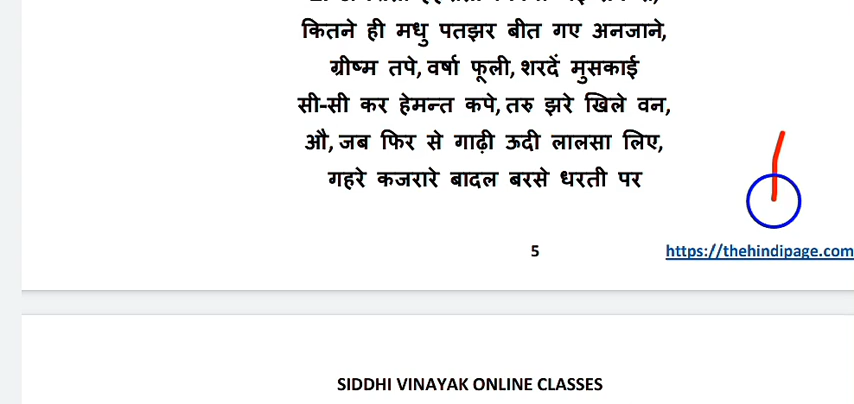 कितने ही मधु पतझर बीत गए अनजाने,
ग्रीष्म तपे, वर्षा फूली, शरदें मुसकाई
सी-सी कर हेमन्त कपे, तरु झरे खिले वन,
औ, जब फिर से गाढ़ी ऊदी लालसा लिए,
गहरे कजरारे बादल बरसे धरती पर
5
https://thehindipage.com
SIDDHI VINAYAK ONLINE CLASSES